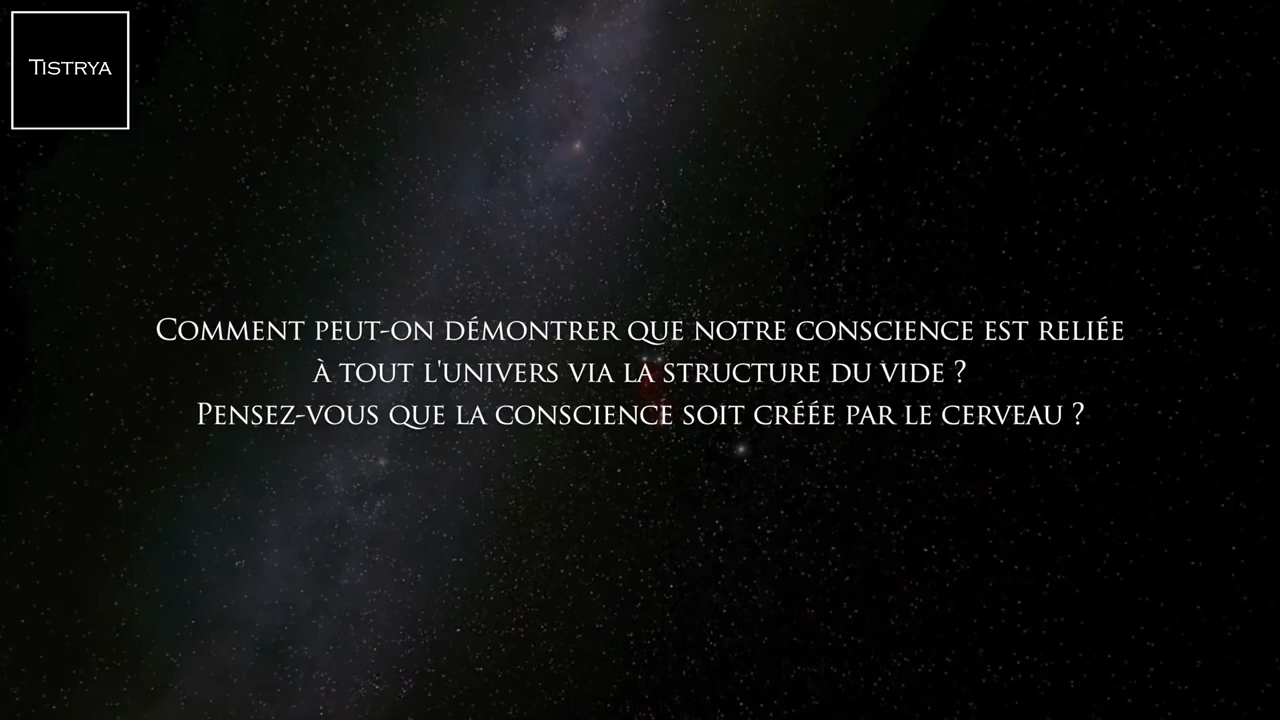 Tistrya
Comment peut-on démontrer que notre conscience est reliée
à tout l'univers via la structure du vide ?
Pensez-vous que la conscience soit créée par le cerveau ?